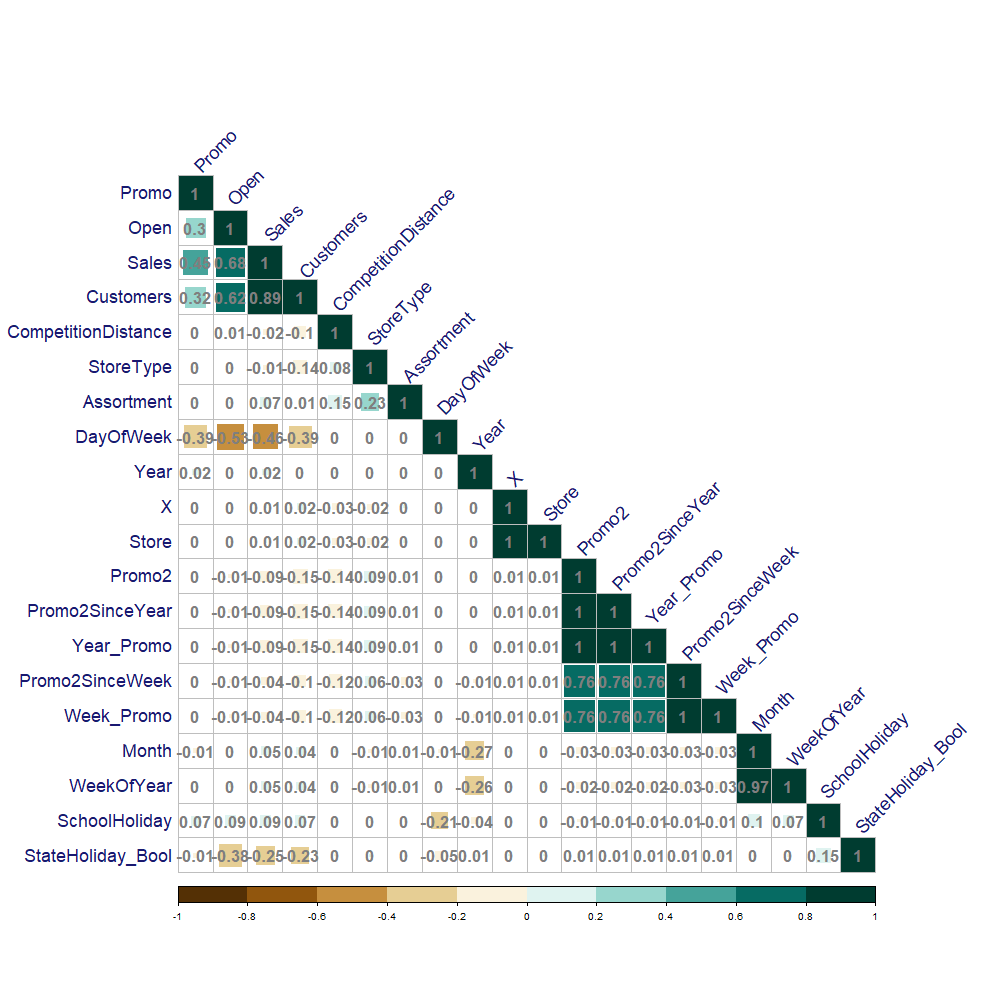 Promo
Open
Sales
Customers
CompetitionDistance
StoreType
Assortment
DayOfWeek
Year
X
Store
Promo2
Promo2SinceYear
Year_Promo
Promo2SinceWeek
Week_Promo
Month
WeekOfYear
SchoolHoliday
StateHoliday_Bool
Promo 1
Open 0.3 1
Sales 0.45 0.68 1
Customers 0.32 0.62 0.89 1
CompetitionDistance 0 0.01 -0.02 -0.1 1
StoreType 0 0 -0.01 -0.14 0.08 1
Assortment 0 0 0.07 0.01 0.15 0.23 1
DayOfWeek -0.39 -0.53 -0.46 -0.39 0 0 0 1
Year 0.02 0 0.02 0 0 0 0 0 1
X 0 0 0.01 0.02 -0.03 -0.02 0 0 0 1
Store 0 0 0.01 0.02 -0.03 -0.02 0 0 0 1 1
Promo2 0 -0.01 -0.09 -0.15 -0.14 0.09 0.01 0 0 0.01 0.01 1
Promo2SinceYear 0 -0.01 -0.09 -0.15 -0.14 0.09 0.01 0 0 0.01 0.01 1 1
Year_Promo 0 -0.01 -0.09 -0.15 -0.14 0.09 0.01 0 0 0.01 0.01 1 1 1
Promo2SinceWeek 0 -0.01 -0.04 -0.1 -0.12 0.06 -0.03 0 -0.01 0.01 0.01 0.76 0.76 0.76 1
Week_Promo 0 -0.01 -0.04 -0.1 -0.12 0.06 -0.03 0 -0.01 0.01 0.01 0.76 0.76 0.76 1 1
Month -0.01 0 0.05 0.04 0 -0.01 0.01 -0.01 -0.27 0 0 -0.03 -0.03 -0.03 -0.03 -0.03 1
WeekOfYear 0 0 0.05 0.04 0 -0.01 0.01 0 -0.26 0 0 -0.02 -0.02 -0.02 -0.03 -0.03 0.97 1
SchoolHoliday 0.07 0.09 0.09 0.07 0 0 0 -0.21 -0.04 0 0 -0.01 -0.01 -0.01 -0.01 -0.01 0.1 0.07 1
StateHoliday_Bool -0.01 -0.38 -0.25 -0.23 0 0 0 -0.05 0.01 0 0 0.01 0.01 0.01 0.01 0.01 0 0 0.15 1
-1 -0.8 -0.6 -0.4 -0.2 0 0.2 0.4 0.6 0.8 1